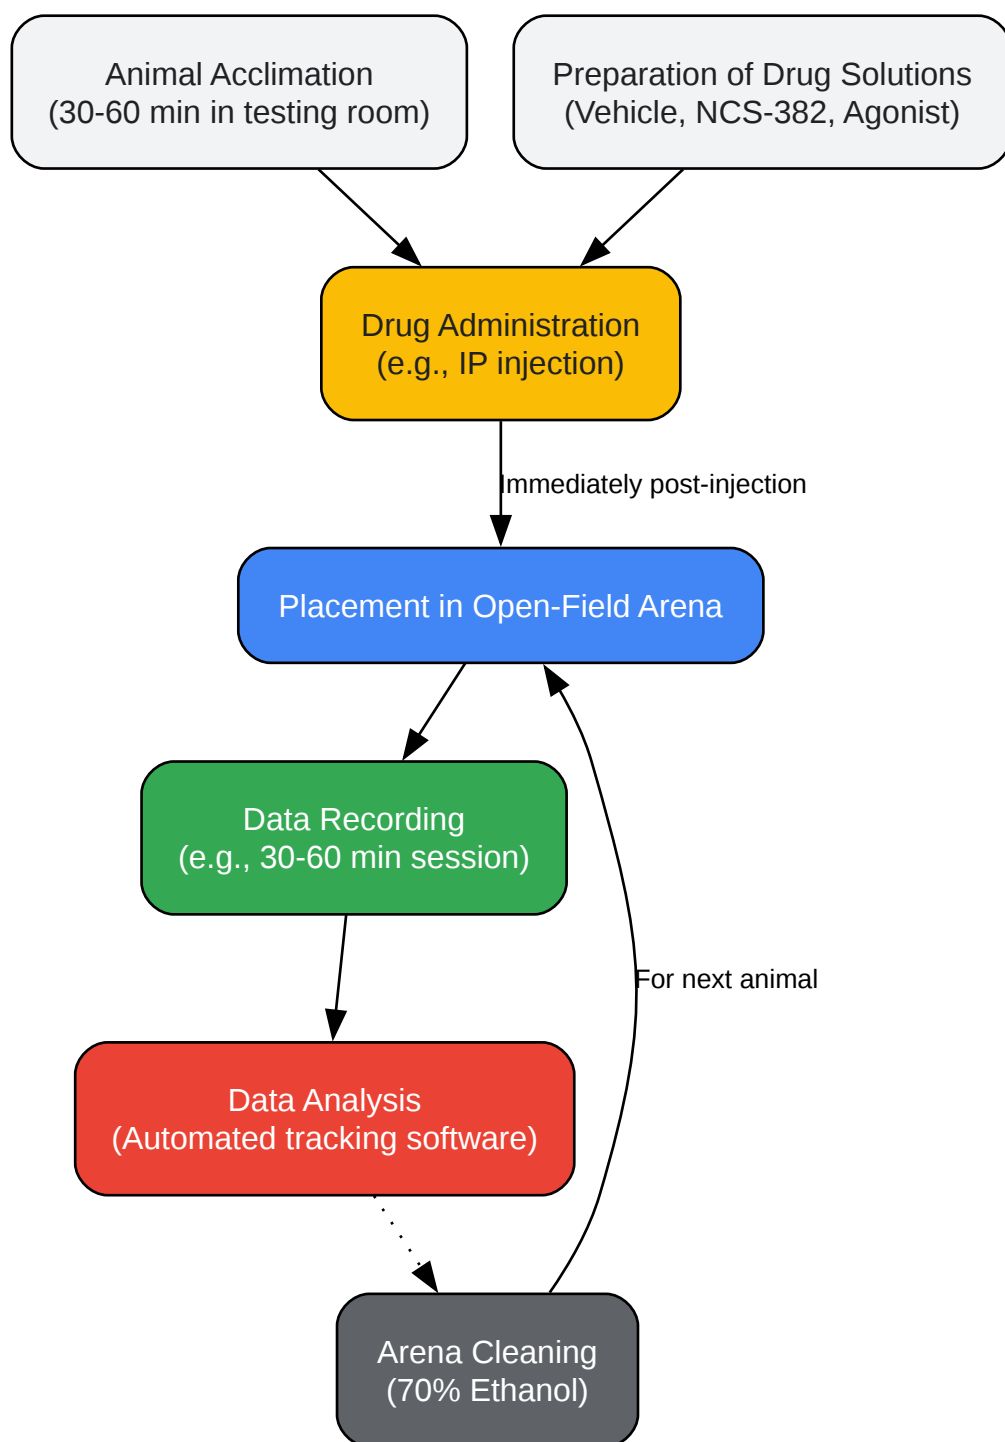 Animal Acclimation
(30-60 min in testing room)
Preparation of Drug Solutions
(Vehicle, NCS-382, Agonist)
Drug Administration
(e.g., IP injection)
Immediately post-injection
Placement in Open-Field Arena
Data Recording
(e.g., 30-60 min session)
For next animal
Data Analysis
(Automated tracking software)
Arena Cleaning
(70% Ethanol)